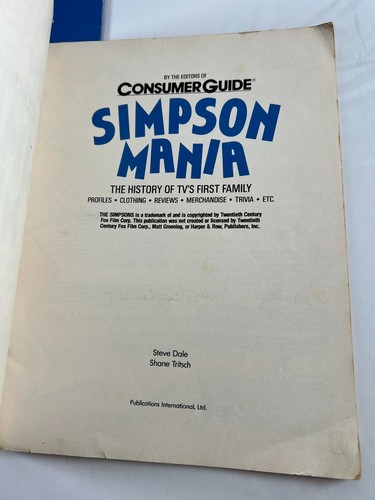 BY THE EDITORS OF
CONSUMER GUIDE®
SIMPSON
MANIA
THE HISTORY OF TV'S FIRST FAMILY
PROFILES • CLOTHING • REVIEWS • MERCHANDISE • TRIVIA • ETC.
THE SIMPSONS is a trademark of and is copyrighted by Twentieth Century
Fox Film Corp. This publication was not created or licensed by Twentieth
Century Fox Film Corp., Matt Groening, or Harper & Row, Publishers, Inc.
Steve Dale
Shane Tritsch
Publications International, Ltd.